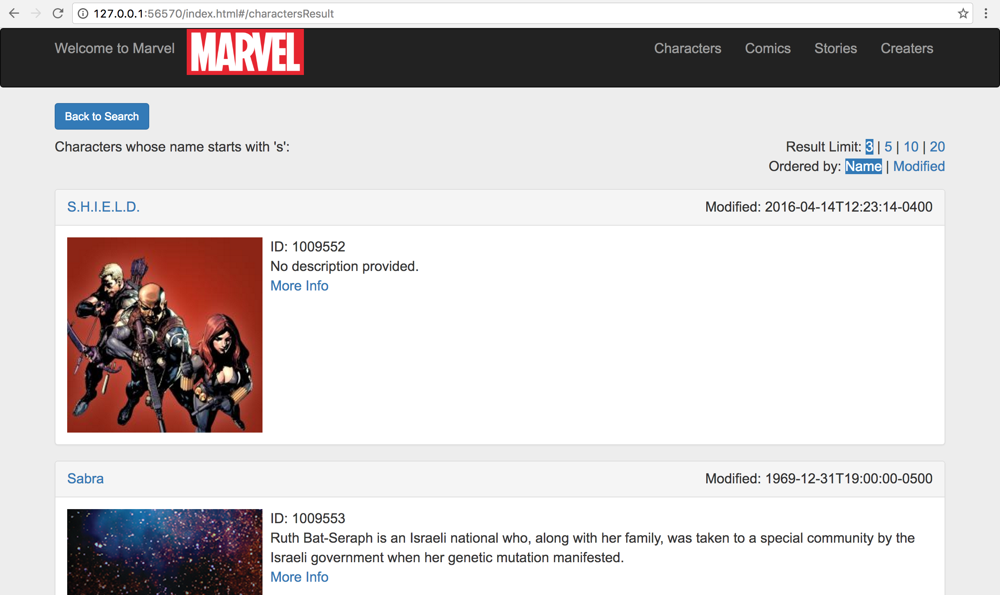 127.0.0.1:56570/index.html#/charactersResult
Welcome to Marvel MARVEL Characters Comics Stories Creaters
Back to Search
Characters whose name starts with 's': Result Limit: 3 | 5 | 10 | 20
Ordered by: Name | Modified
S.H.I.E.L.D. Modified: 2016-04-14T12:23:14-0400
ID: 1009552
No description provided.
More Info
Sabra Modified: 1969-12-31T19:00:00-0500
ID: 1009553
Ruth Bat-Seraph is an Israeli national who, along with her family, was taken to a special community by the
Israeli government when her genetic mutation manifested.
More Info